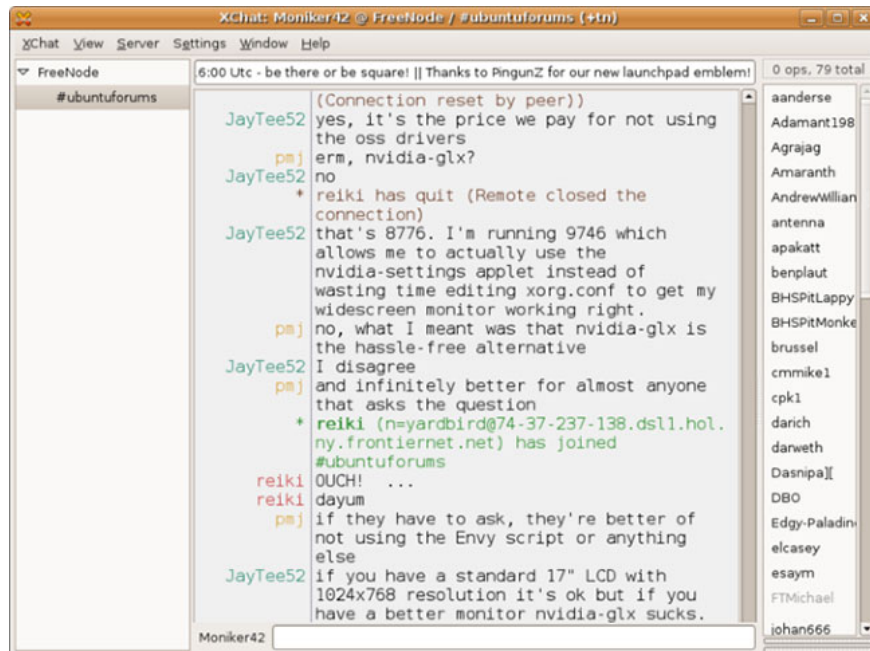 XChat: Moniker42 @ FreeNode / #ubuntuforums (+tn)
XChat View Server Settings Window Help
FreeNode
#ubuntuforums
6:00 Utc - be there or be square! || Thanks to PingunZ for our new launchpad emblem!
0 ops, 79 total
(Connection reset by peer))
JayTee52 yes, it's the price we pay for not using
the oss drivers
pmj erm, nvidia-glx?
JayTee52 no
* reiki has quit (Remote closed the
connection)
JayTee52 that's 8776. I'm running 9746 which
allows me to actually use the
nvidia-settings applet instead of
wasting time editing xorg.conf to get my
widescreen monitor working right.
pmj no, what I meant was that nvidia-glx is
the hassle-free alternative
JayTee52 I disagree
pmj and infinitely better for almost anyone
that asks the question
* reiki (n=yardbird@74-37-237-138.dsl1.hol.
ny.frontiernet.net) has joined
#ubuntuforums
reiki OUCH! ...
reiki dayum
pmj if they have to ask, they're better of
not using the Envy script or anything
else
JayTee52 if you have a standard 17" LCD with
1024x768 resolution it's ok but if you
have a better monitor nvidia-glx sucks.
Moniker42
aanderse
Adamant198
Agrajag
Amaranth
AndrewWillian
antenna
apakatt
benplaut
BHSPitLappy
BHSPitMonke
brussel
cmmike1
cpk1
darich
darweth
Dasnipa][
DBO
Edgy-Paladin
elcasey
esaym
FTMichael
johan666